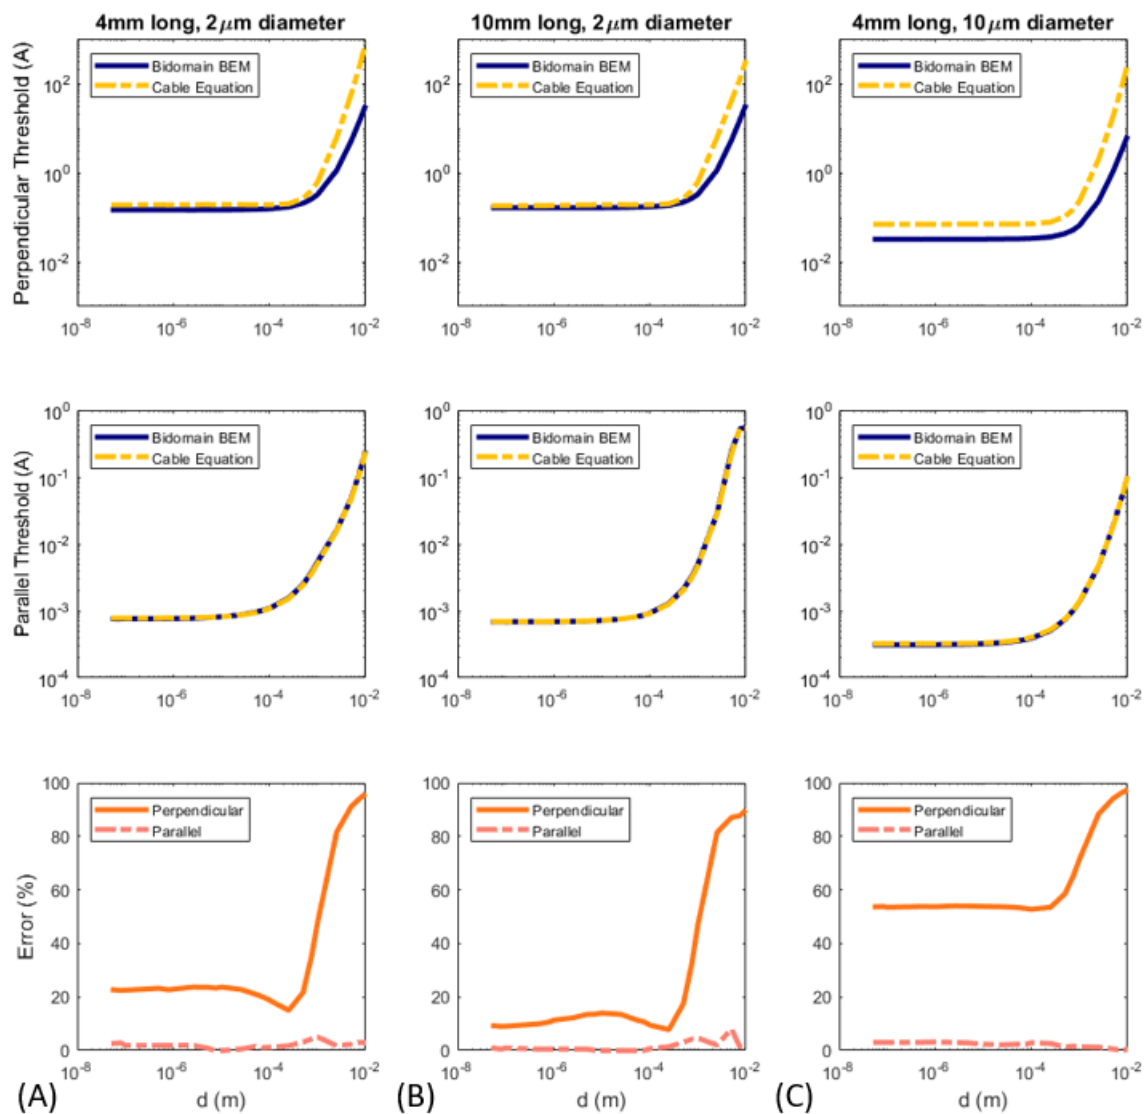 4mm long, 2μm diameter
10mm long, 2μm diameter
4mm long, 10μm diameter
Perpendicular Threshold (A)
10^2
10^0
10^-2
Bidomain BEM
Cable Equation
10^-8
10^-6
10^-4
10^-2
10^2
10^0
10^-2
Bidomain BEM
Cable Equation
10^-8
10^-6
10^-4
10^-2
10^2
10^0
10^-2
Bidomain BEM
Cable Equation
10^-8
10^-6
10^-4
10^-2
Parallel Threshold (A)
10^0
10^-1
10^-2
10^-3
10^-4
Bidomain BEM
Cable Equation
10^-8
10^-6
10^-4
10^-2
10^0
10^-1
10^-2
10^-3
10^-4
Bidomain BEM
Cable Equation
10^-8
10^-6
10^-4
10^-2
10^0
10^-1
10^-2
10^-3
10^-4
Bidomain BEM
Cable Equation
10^-8
10^-6
10^-4
10^-2
Error (%)
100
80
60
40
20
0
Perpendicular
Parallel
10^-8
10^-6
10^-4
10^-2
100
80
60
40
20
0
Perpendicular
Parallel
10^-8
10^-6
10^-4
10^-2
100
80
60
40
20
0
Perpendicular
Parallel
10^-8
10^-6
10^-4
10^-2
(A)
d (m)
(B)
d (m)
(C)
d (m)